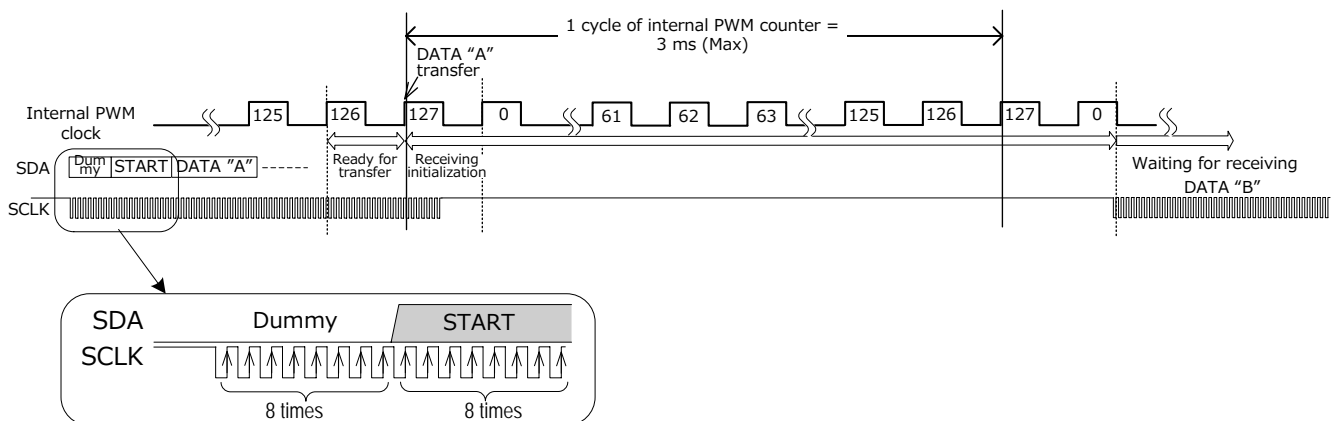 1 cycle of internal PWM counter =
3 ms (Max)
DATA “A”
transfer
Internal PWM
clock
125 126 127 0 61 62 63 125 126 127 0
Ready for
transfer
Receiving
initialization
Waiting for receiving
DATA “B”
SDA
Dum
my
START
DATA “A”
SCLK
SDA
Dummy
START
SCLK
8 times
8 times